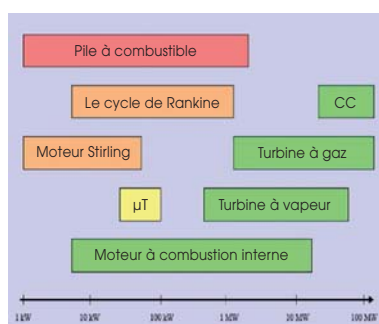 Pile à combustible
Le cycle de Rankine
CC
Moteur Stirling
Turbine à gaz
µT
Turbine à vapeur
Moteur à combustion interne
1 kW 10 kW 100 kW 1 MW 10 MW 100 MW